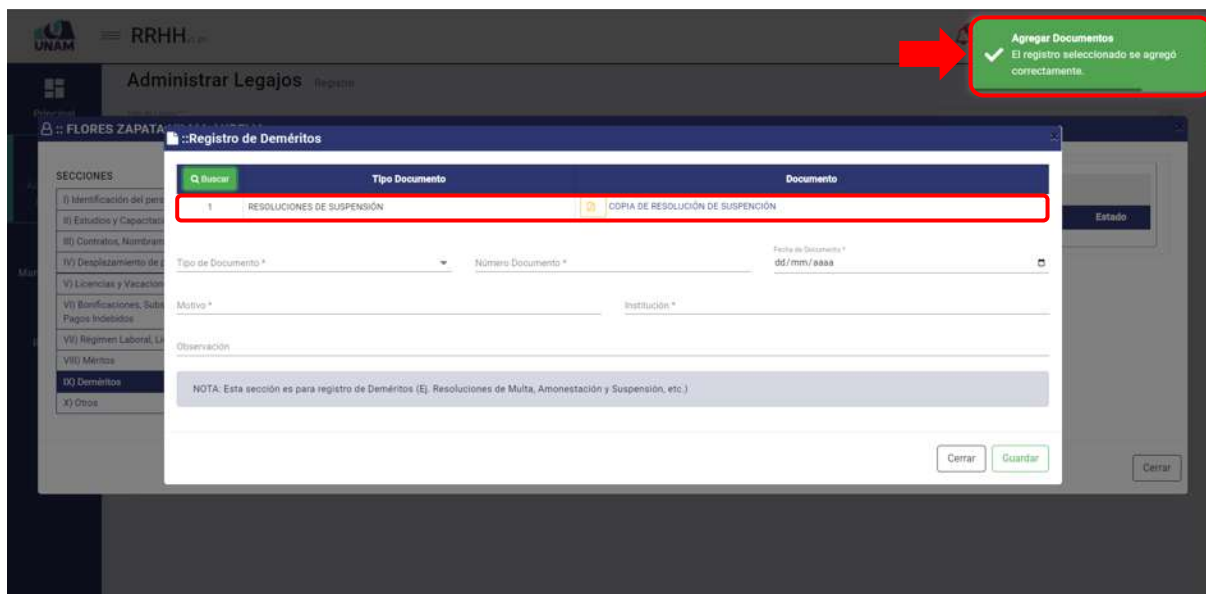 UNAM
RRHH
Agregar Documentos
El registro seleccionado se agregó
correctamente.
Administrar Legajos Registro
Principal
:: FLORES ZAPATA
::Registro de Deméritos
SECCIONES
I) Identificación del pers
II) Estudios y Capacitaci
III) Contratos, Nombram
IV) Desplazamiento de p
V) Licencias y Vacacion
VI) Bonificaciones, Subs
Pagos Indebidos
VII) Régimen Laboral, Li
VIII) Méritos
IX) Deméritos
X) Otros
Buscar Tipo Documento Documento
1 RESOLUCIONES DE SUSPENSIÓN COPIA DE RESOLUCIÓN DE SUSPENCIÓN
Estado
Tipo de Documento * Número Documento * Fecha de Documento *
dd/mm/aaaa
Motivo * Institución *
Observación
NOTA: Esta sección es para registro de Deméritos (Ej. Resoluciones de Multa, Amonestación y Suspensión, etc.)
Cerrar Guardar
Cerrar